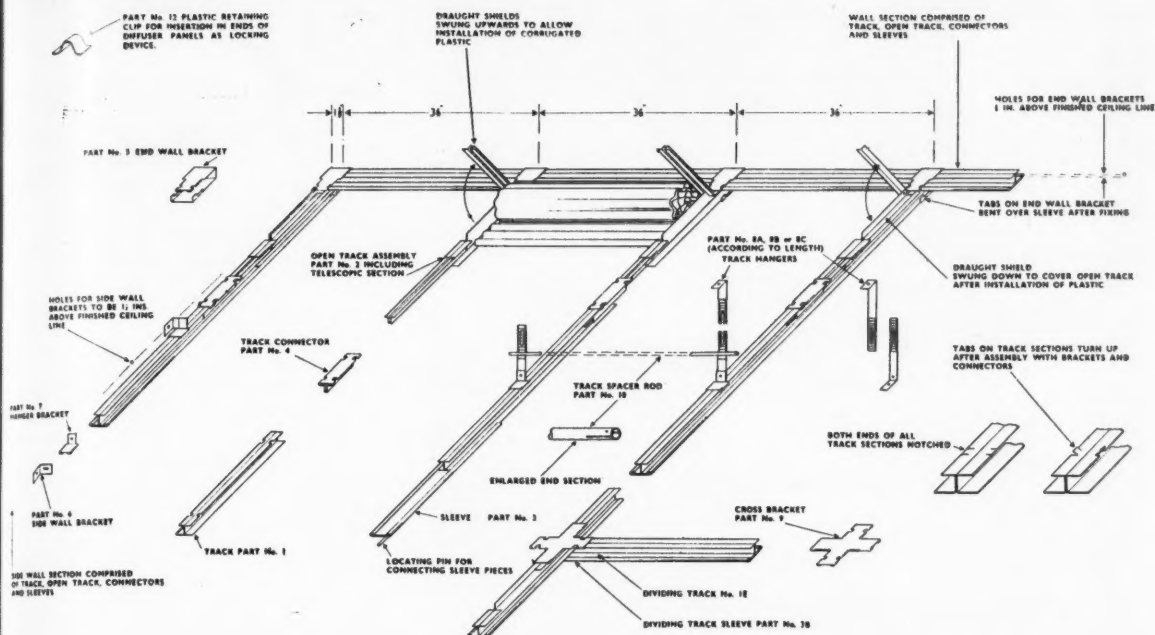 PART No. 12 PLASTIC RETAINING
CLIP FOR INSERTION IN ENDS OF
DIFFUSER PANELS AS LOCKING
DEVICE.
DRAUGHT SHIELDS
SWUNG UPWARDS TO ALLOW
INSTALLATION OF CORRUGATED
PLASTIC
WALL SECTION COMPRISED OF
TRACK, OPEN TRACK, CONNECTORS
AND SLEEVES
HOLES FOR END WALL BRACKETS
IN. ABOVE FINISHED CEILING LINE
36"
36"
36"
PART No. 5 END WALL BRACKET
TABS ON END WALL BRACKET
BENT OVER SLEEVE AFTER FIXING
OPEN TRACK ASSEMBLY
PART No. 2 INCLUDING
TELESCOPIC SECTION
PART No. 8A, 8B or 8C
(ACCORDING TO LENGTH)
TRACK HANGERS
DRAUGHT SHIELD
SWUNG DOWN TO COVER OPEN TRACK
AFTER INSTALLATION OF PLASTIC
HOLES FOR SIDE WALL
BRACKETS TO BE INS.
ABOVE FINISHED CEILING
LINE
TRACK CONNECTOR
PART No. 4
TABS ON TRACK SECTIONS TURN UP
AFTER ASSEMBLY WITH BRACKETS AND
CONNECTORS
TRACK SPACER ROD
PART No. 10
PART No. 7
HANGER BRACKET
BOTH ENDS OF ALL
TRACK SECTIONS NOTCHED
ENLARGED END SECTION
PART No. 6
SIDE WALL BRACKET
SLEEVE PART No. 3
CROSS BRACKET
PART No. 9
TRACK PART No. 1
LOCATING PIN FOR
CONNECTING SLEEVE PIECES
SIDE WALL SECTION COMPRISED
OF TRACK, OPEN TRACK, CONNECTORS
AND SLEEVES
DIVIDING TRACK No. 1E
DIVIDING TRACK SLEEVE PART No. 3B